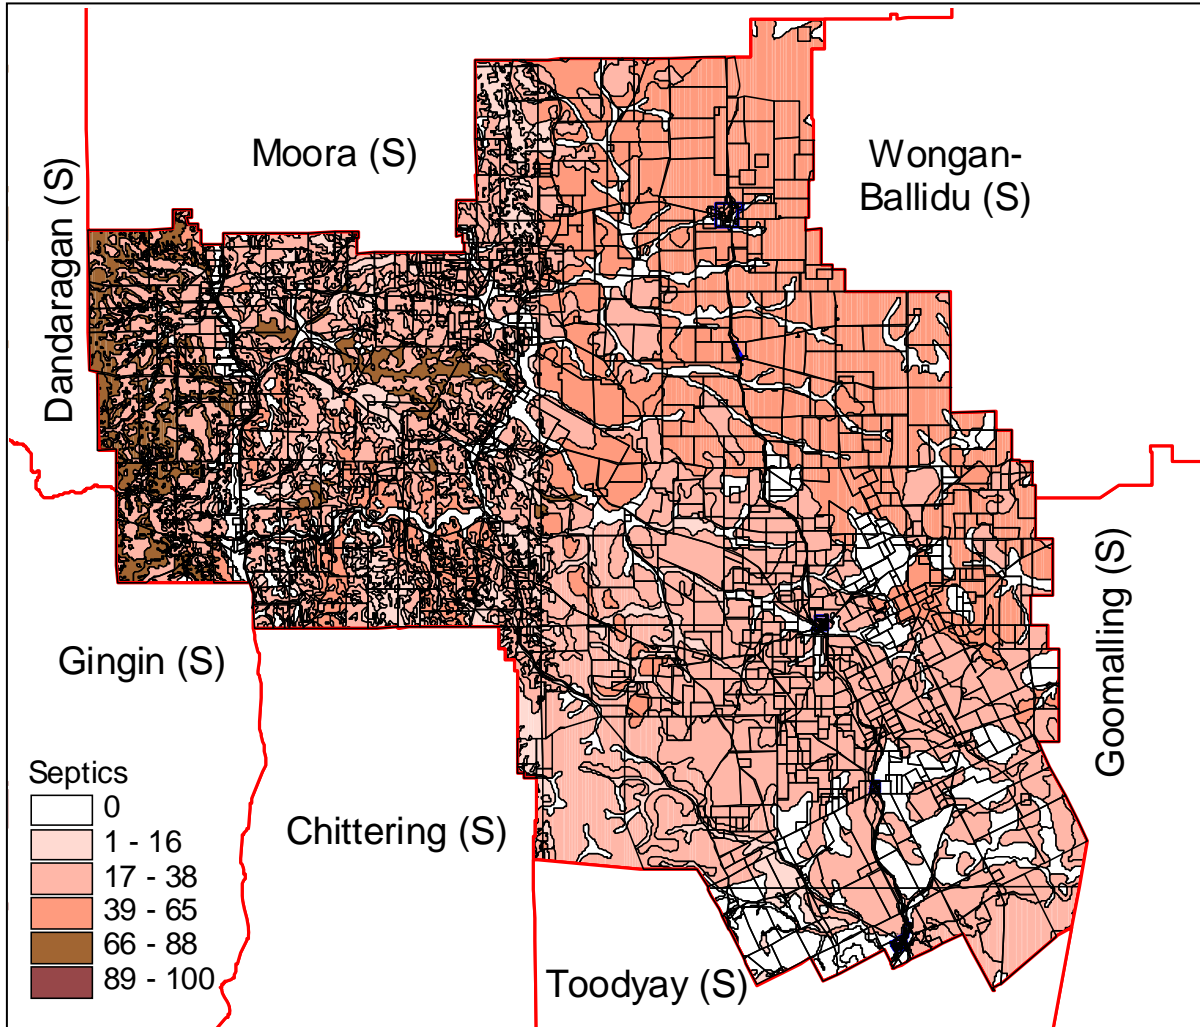 Moora (S)
Wongan-
Ballidu (S)
Dandaragan (S)
Goomalling (S)
Gingin (S)
Chittering (S)
Toodyay (S)
Septics
0
1 - 16
17 - 38
39 - 65
66 - 88
89 - 100